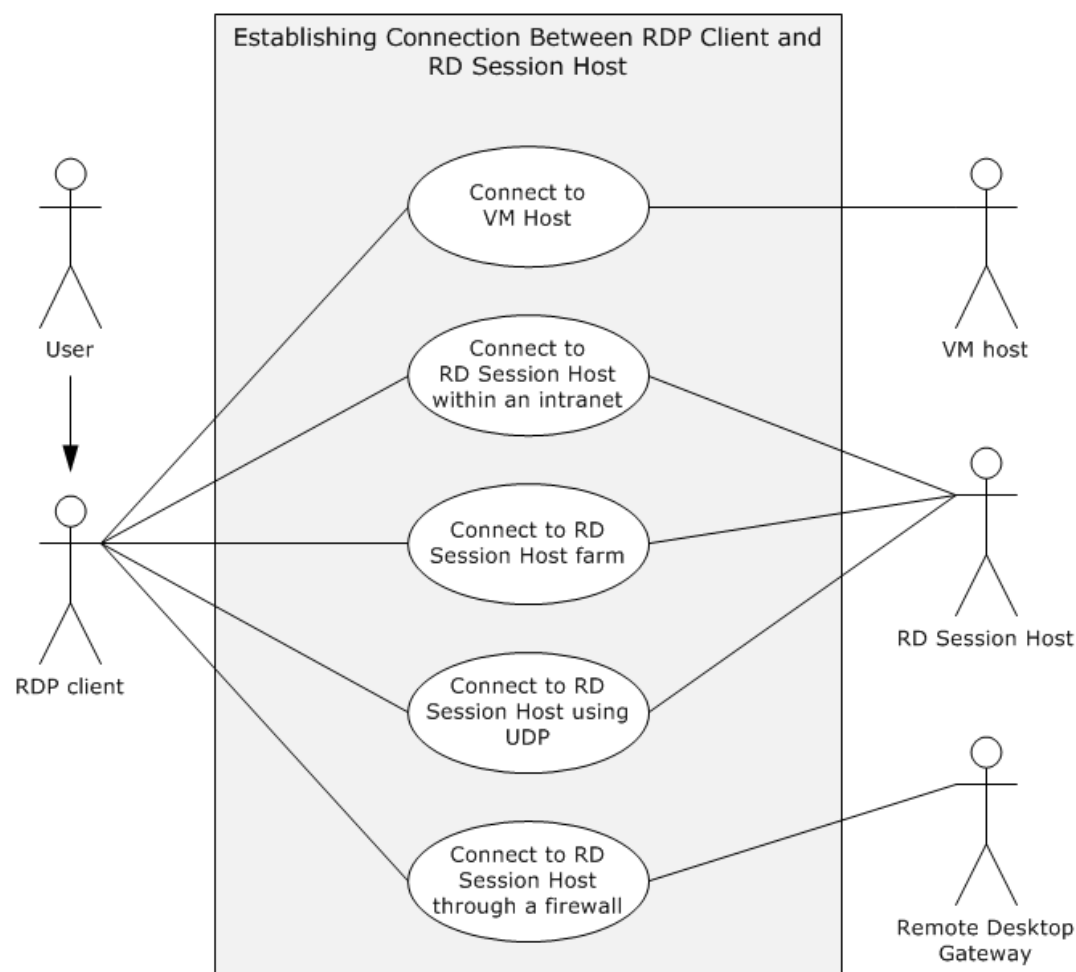 Establishing Connection Between RDP Client and
RD Session Host
Connect to
VM Host
User
VM host
Connect to
RD Session Host
within an intranet
Connect to RD
Session Host farm
RDP client
RD Session Host
Connect to RD
Session Host using
UDP
Connect to RD
Session Host
through a firewall
Remote Desktop
Gateway